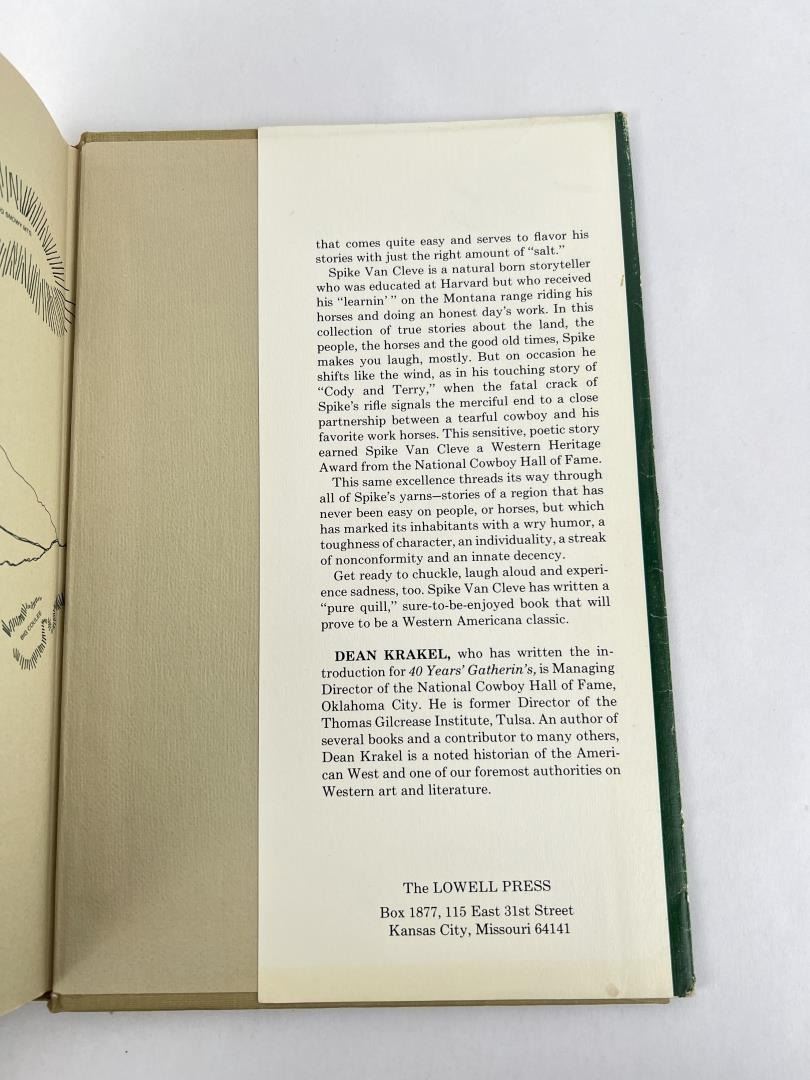 SNOWY MTS.
BIG COULEE
that comes quite easy and serves to flavor his
stories with just the right amount of “salt.”
Spike Van Cleve is a natural born storyteller
who was educated at Harvard but who received
his “learnin’” on the Montana range riding his
horses and doing an honest day’s work. In this
collection of true stories about the land, the
people, the horses and the good old times, Spike
makes you laugh, mostly. But on occasion he
shifts like the wind, as in his touching story of
“Cody and Terry,” when the fatal crack of
Spike’s rifle signals the merciful end to a close
partnership between a tearful cowboy and his
favorite work horses. This sensitive, poetic story
earned Spike Van Cleve a Western Heritage
Award from the National Cowboy Hall of Fame.
This same excellence threads its way through
all of Spike’s yarns—stories of a region that has
never been easy on people, or horses, but which
has marked its inhabitants with a wry humor, a
toughness of character, an individuality, a streak
of nonconformity and an innate decency.
Get ready to chuckle, laugh aloud and experi-
ence sadness, too. Spike Van Cleve has written a
“pure quill,” sure-to-be-enjoyed book that will
prove to be a Western Americana classic.
DEAN KRAKEL, who has written the in-
troduction for 40 Years’ Gatherin’s, is Managing
Director of the National Cowboy Hall of Fame,
Oklahoma City. He is former Director of the
Thomas Gilcrease Institute, Tulsa. An author of
several books and a contributor to many others,
Dean Krakel is a noted historian of the Ameri-
can West and one of our foremost authorities on
Western art and literature.
The LOWELL PRESS
Box 1877, 115 East 31st Street
Kansas City, Missouri 64141